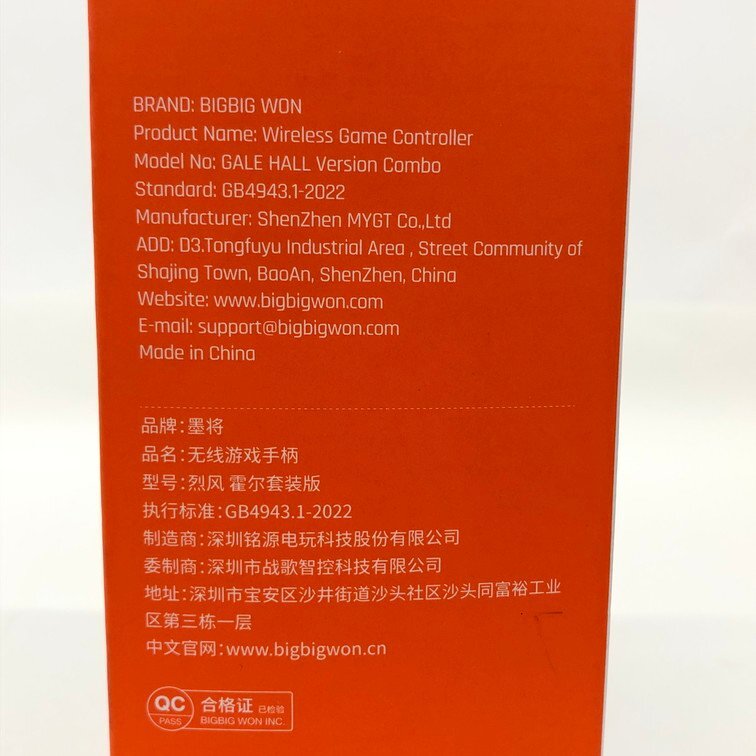 BRAND: BIGBIG WON
Product Name: Wireless Game Controller
Model No: GALE HALL Version Combo
Standard: GB4943.1-2022
Manufacturer: ShenZhen MYGT Co.,Ltd
ADD: D3.Tongfuyu Industrial Area , Street Community of
Shajing Town, BaoAn, ShenZhen, China
Website: www.bigbigwon.com
E-mail: support@bigbigwon.com
Made in China
品牌:墨将
品名:无线游戏手柄
型号:烈风 霍尔套装版
执行标准:GB4943.1-2022
制造商:深圳铭源电玩科技股份有限公司
委制商:深圳市战歌智控科技有限公司
地址:深圳市宝安区沙井街道沙头社区沙头同富裕工业
区第三栋一层
中文官网:www.bigbigwon.cn
QC PASS 合格证 已检验
BIGBIG WON INC.